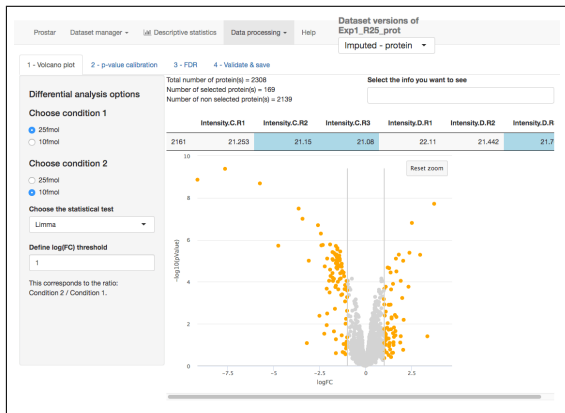 Prostar
Dataset manager
Descriptive statistics
Data processing
Help
Dataset versions of
Exp1_R25_prot
Imputed - protein
1 - Volcano plot
2 - p-value calibration
3 - FDR
4 - Validate & save
Total number of protein(s) = 2308
Number of selected protein(s) = 169
Number of non selected protein(s) = 2139
Select the info you want to see
Differential analysis options
Choose condition 1
25fmol
10fmol
Choose condition 2
25fmol
10fmol
Choose the statistical test
Limma
Define log(FC) threshold
1
This corresponds to the ratio:
Condition 2 / Condition 1.
Intensity.C.R1 Intensity.C.R2 Intensity.C.R3 Intensity.D.R1 Intensity.D.R2 Intensity.D.R
2161 21.253 21.15 21.08 22.11 21.442 21.7
Reset zoom
10
8
6
4
2
0
-log10(pValue)
-7.5 -5 -2.5 0 2.5
logFC